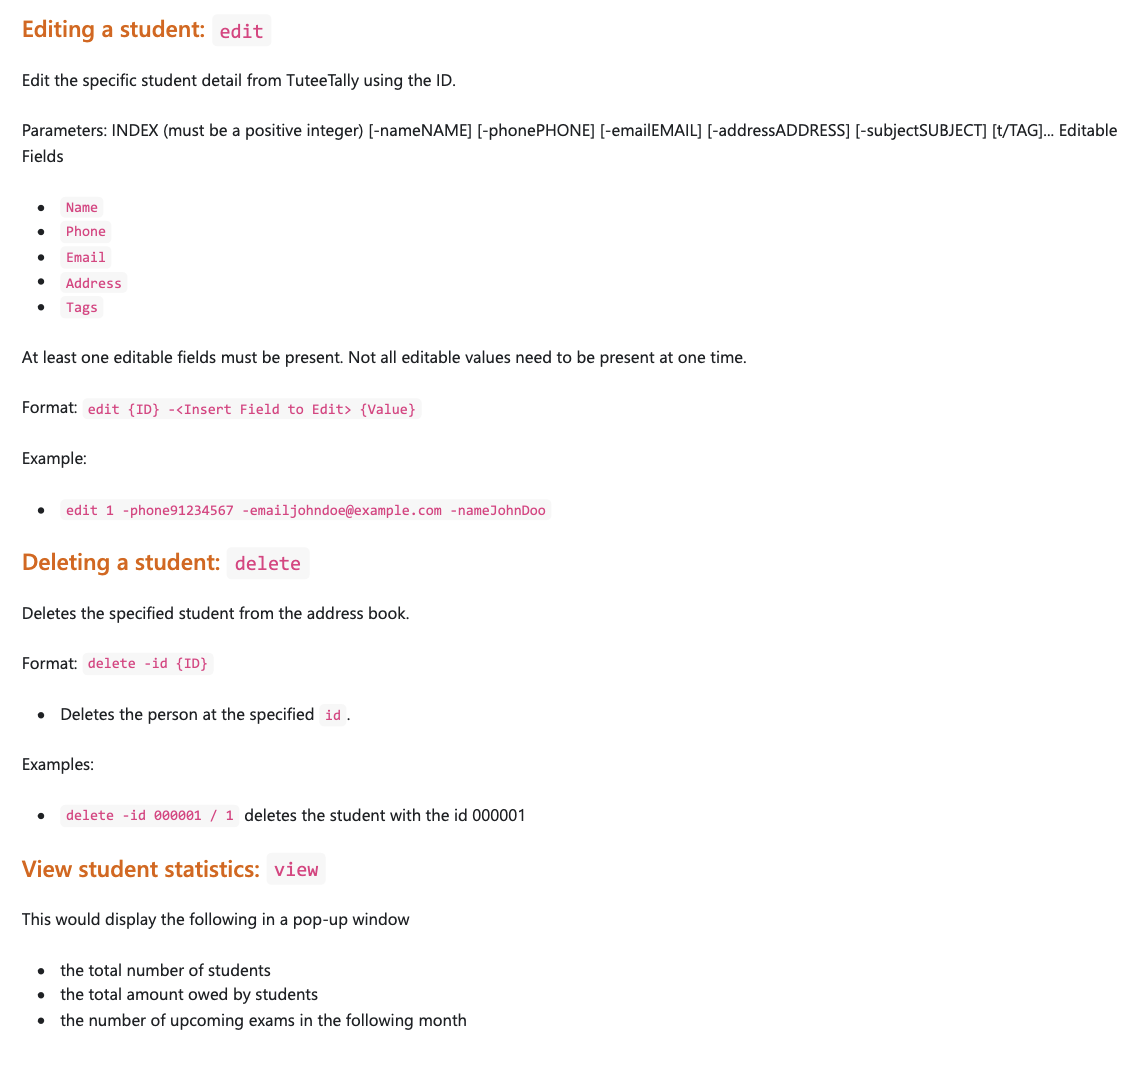 Editing a student: edit
Edit the specific student detail from TuteeTally using the ID.
Parameters: INDEX (must be a positive integer) [-nameNAME] [-phonePHONE] [-emailEMAIL] [-addressADDRESS] [-subjectSUBJECT] [t/TAG]... Editable
Fields
• Name
• Phone
• Email
• Address
• Tags
At least one editable fields must be present. Not all editable values need to be present at one time.
Format: edit {ID} -<Insert Field to Edit> {Value}
Example:
• edit 1 -phone91234567 -emailjohndoe@example.com -nameJohnDoo
Deleting a student: delete
Deletes the specified student from the address book.
Format: delete -id {ID}
• Deletes the person at the specified id .
Examples:
• delete -id 000001 / 1 deletes the student with the id 000001
View student statistics: view
This would display the following in a pop-up window
• the total number of students
• the total amount owed by students
• the number of upcoming exams in the following month